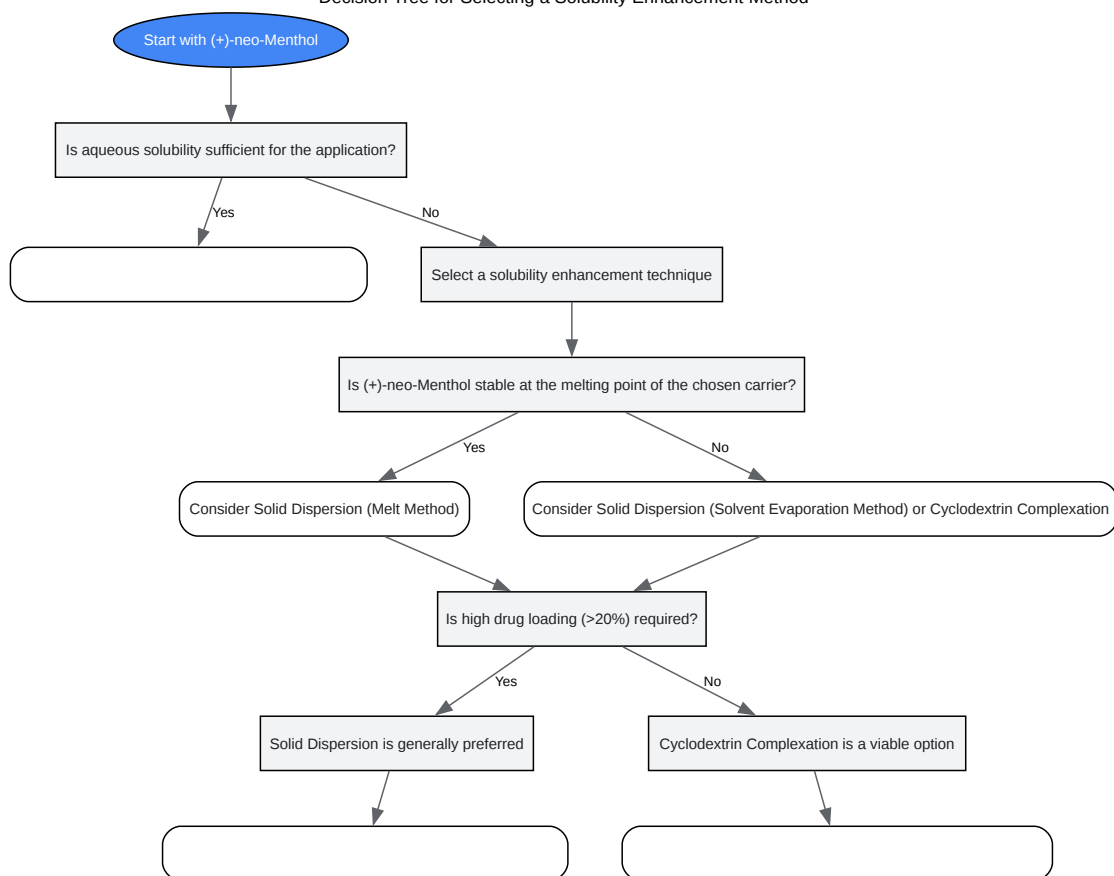 Decision Tree for Selecting a Solubility Enhancement Method
Start with (+)-neo-Menthol
Is aqueous solubility sufficient for the application?
Yes
No
Select a solubility enhancement technique
Is (+)-neo-Menthol stable at the melting point of the chosen carrier?
Yes
No
Consider Solid Dispersion (Melt Method)
Consider Solid Dispersion (Solvent Evaporation Method) or Cyclodextrin Complexation
Is high drug loading (>20%) required?
Yes
No
Solid Dispersion is generally preferred
Cyclodextrin Complexation is a viable option